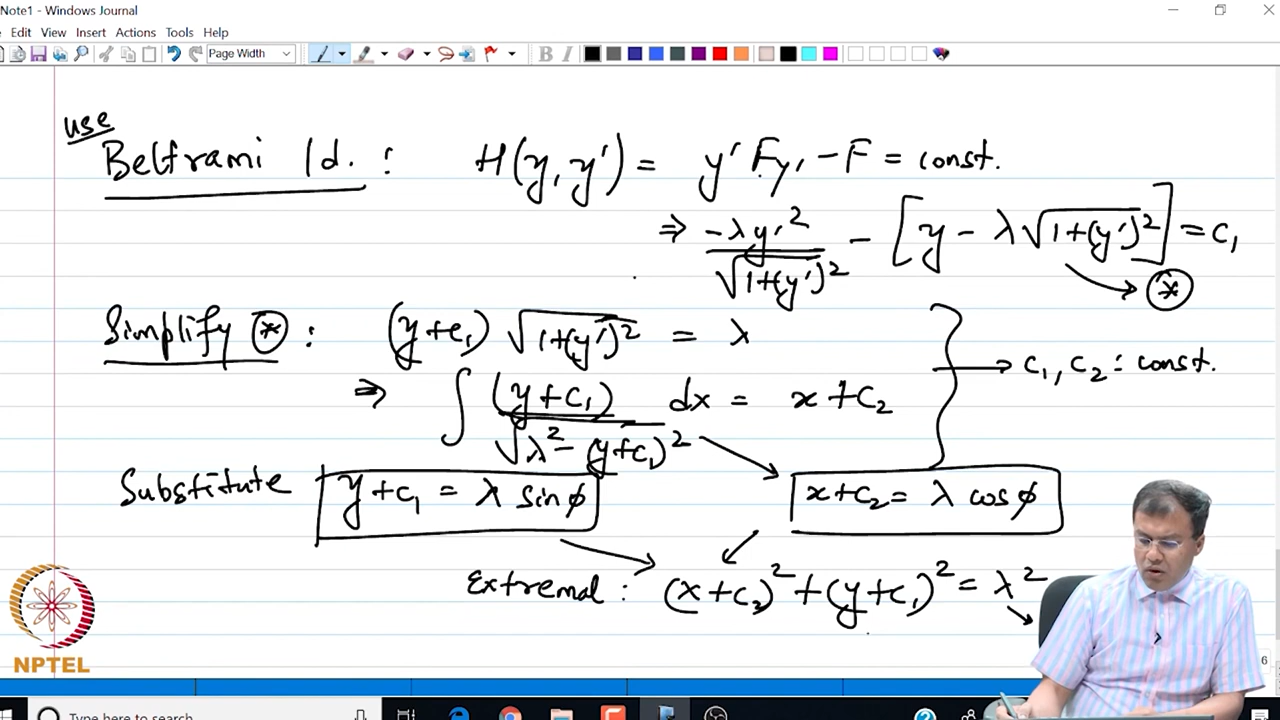 Note1 - Windows Journal
Edit View Insert Actions Tools Help
Page Width B I
use
Beltrami Id. : H(y, y') = y' Fy' - F = const.
⇒ -λy'² / √(1+(y')²) - [y - λ√(1+(y')²)] = c₁
→ (*)
Simplify (*) : (y+c₁) √(1+(y')²) = λ
⇒ ∫ (y+c₁) / √(λ² - (y+c₁)²) dx = x + c₂
→ c₁, c₂ : const.
Substitute y + c₁ = λ sin φ x + c₂ = λ cos φ
Extremal : (x+c₂)² + (y+c₁)² = λ²
NPTEL
6
Type here to search